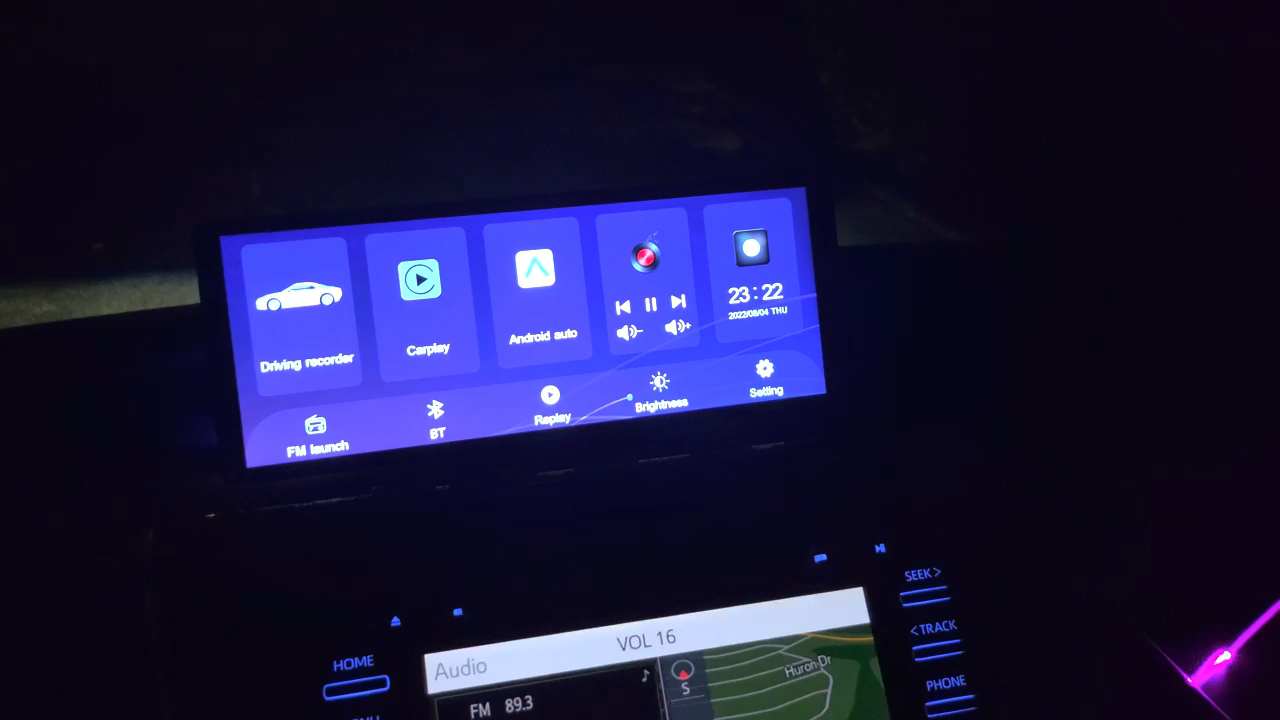 Driving recorder
Carplay
Android auto
23:22
2022/08/04 THU
FM launch
BT
Replay
Brightness
Setting
SEEK>
<TRACK
PHONE
HOME
VOL 16
Audio
FM 89.3
S
Huron Dr